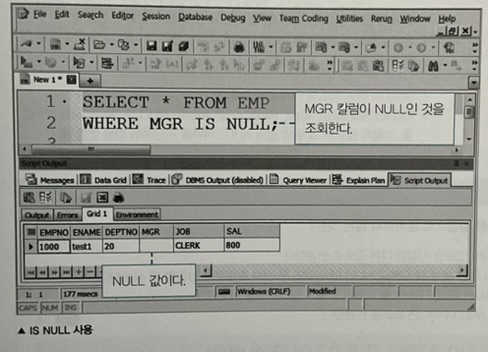 File Edit Search Editor Session Database Debug View Team Coding Utilities Rerun Window Help
New 1 *
1 SELECT * FROM EMP
2 WHERE MGR IS NULL;--
MGR 칼럼이 NULL인 것을
조회한다.
Script Output
Messages Data Grid Trace DBMS Output (disabled) Query Viewer Explain Plan Script Output
Output Errors Grid 1 Environment
EMPNO ENAME DEPTNO MGR JOB SAL
1000 test1 20 CLERK 800
NULL 값이다.
1: 1 177 msecs Windows (CRLF) Modified
CAPS NUM INS
▲ IS NULL 사용